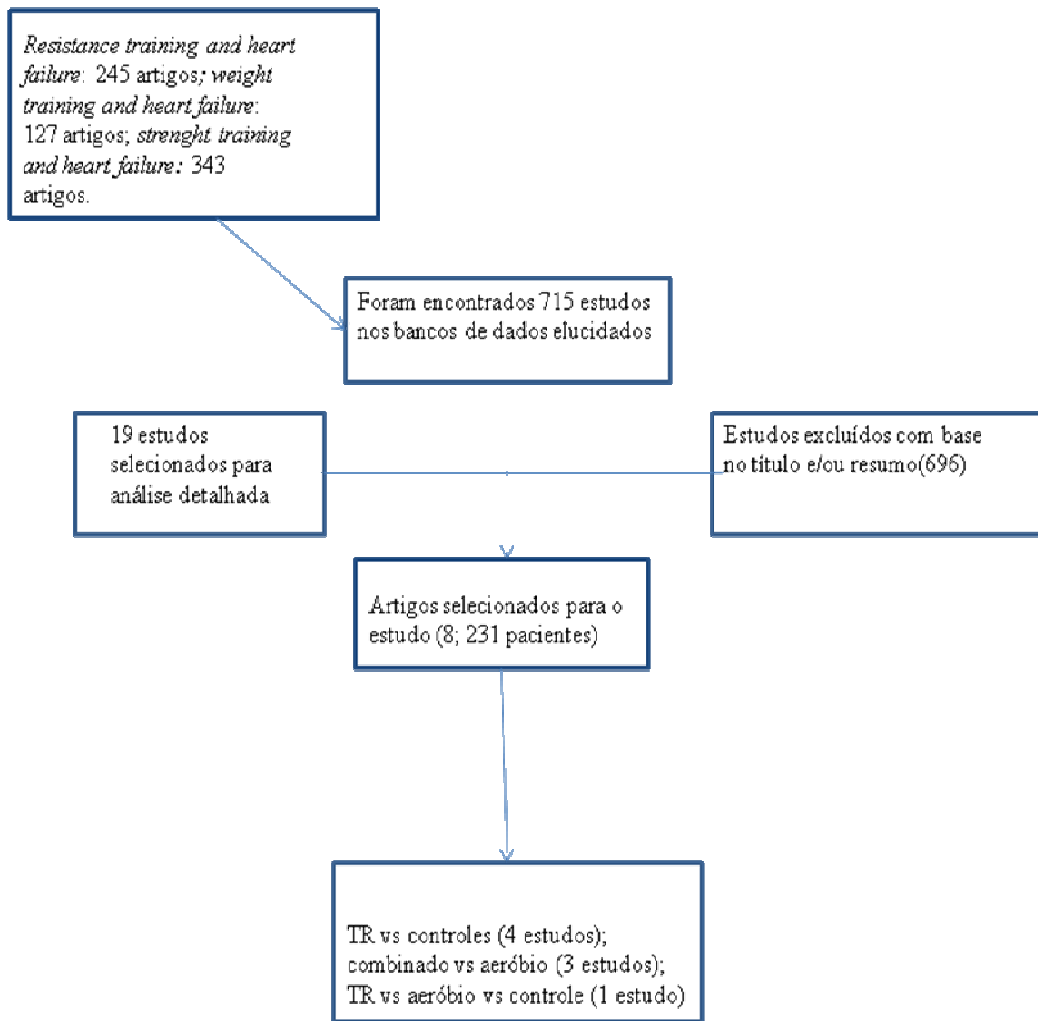 Resistance training and heart
failure: 245 artigos; weight
training and heart failure:
127 artigos; strenght training
and heart failure: 343
artigos.
Foram encontrados 715 estudos
nos bancos de dados elucidados
19 estudos
selecionados para
análise detalhada
Estudos excluídos com base
no título e/ou resumo(696)
Artigos selecionados para o
estudo (8; 231 pacientes)
TR vs controles (4 estudos);
combinado vs aeróbio (3 estudos);
TR vs aeróbio vs controle (1 estudo)